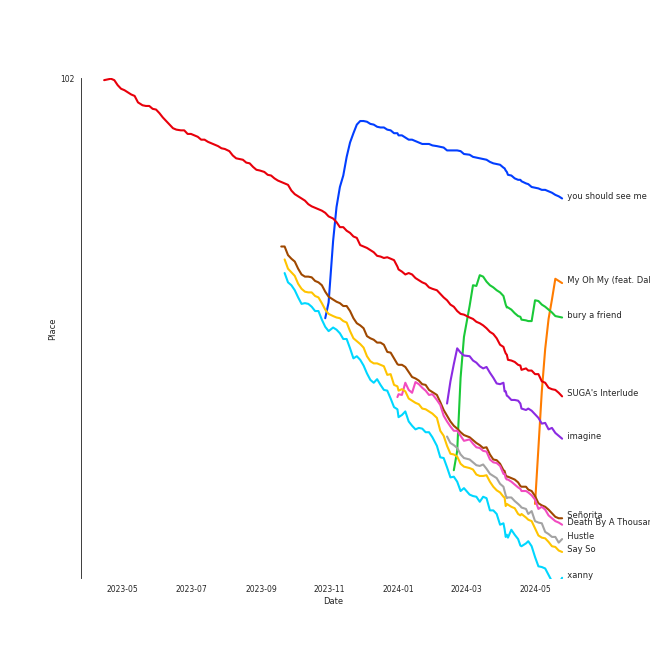 102
you should see me
My Oh My (feat. Dal
bury a friend
Place
SUGA's Interlude
imagine
Señorita
Death By A Thousan
Hustle
Say So
xanny
2023-05 2023-07 2023-09 2023-11 2024-01 2024-03 2024-05
Date